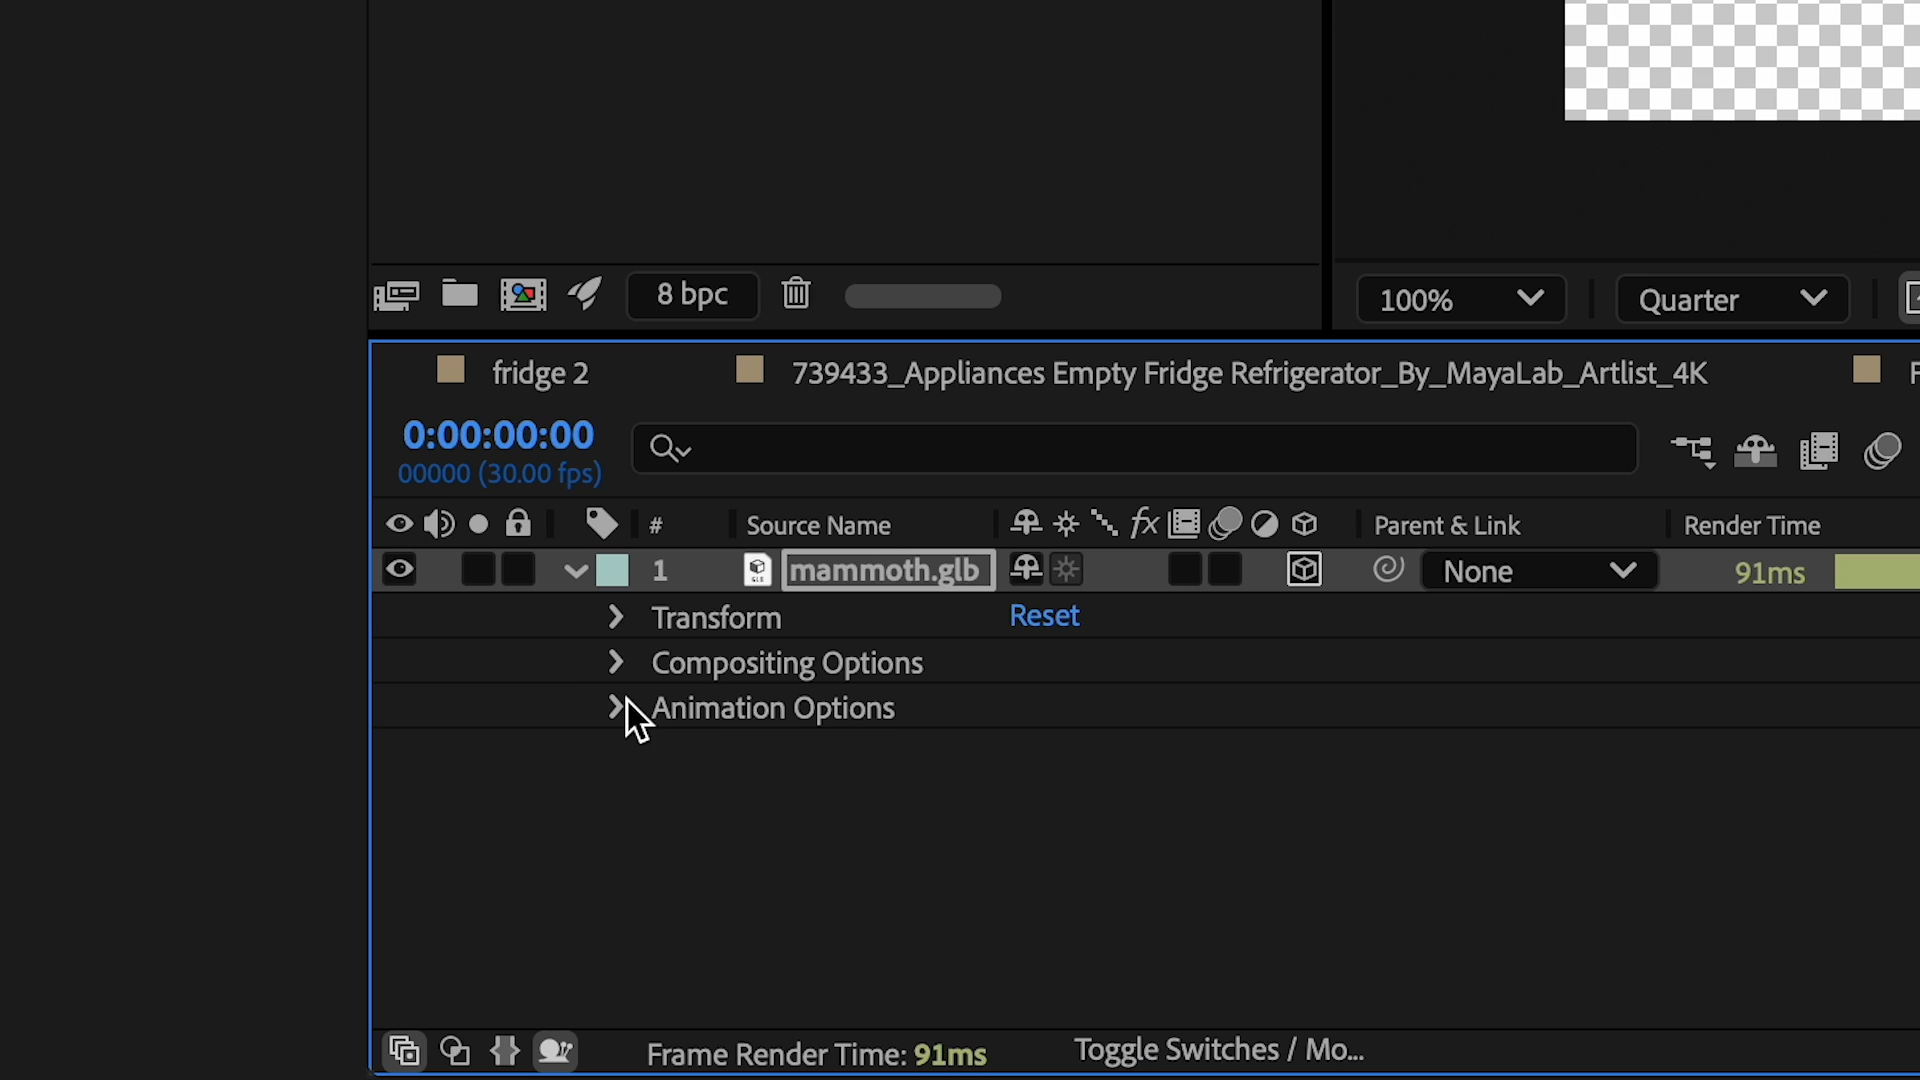 8 bpc
100%
Quarter
fridge 2
739433_Appliances Empty Fridge Refrigerator_By_MayaLab_Artlist_4K
0:00:00:00
00000 (30.00 fps)
# Source Name
fx
Parent & Link
Render Time
1
mammoth.glb
None
91ms
Transform
Reset
Compositing Options
Animation Options
Frame Render Time: 91ms
Toggle Switches / Mo...